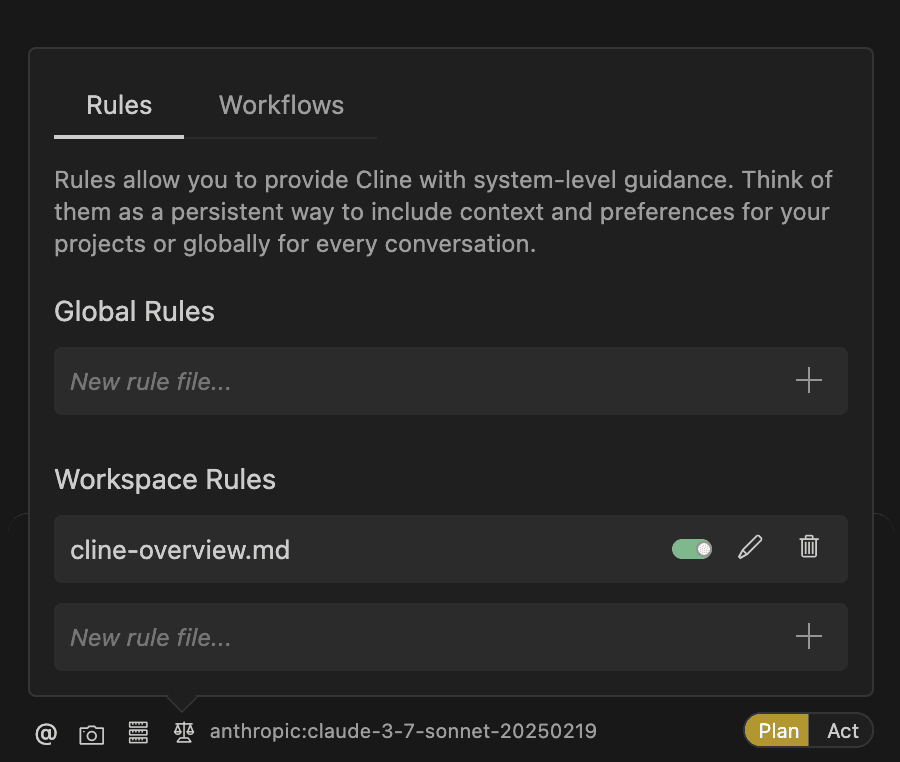 Rules
Workflows
Rules allow you to provide Cline with system-level guidance. Think of
them as a persistent way to include context and preferences for your
projects or globally for every conversation.
Global Rules
New rule file...
Workspace Rules
cline-overview.md
New rule file...
@
anthropic:claude-3-7-sonnet-20250219
Plan
Act